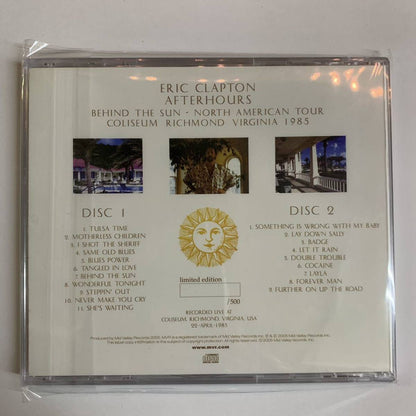 ERIC CLAPTON
AFTERHOURS
BEHIND THE SUN - NORTH AMERICAN TOUR
COLISEUM RICHMOND VIRGINIA 1985
DISC 1
1. TULSA TIME
2. MOTHERLESS CHILDREN
3. I SHOT THE SHERIFF
4. SAME OLD BLUES
5. BLUES POWER
6. TANGLED IN LOVE
7. BEHIND THE SUN
8. WONDERFUL TONIGHT
9. STEPPIN' OUT
10. NEVER MAKE YOU CRY
11. SHE'S WAITING
DISC 2
1. SOMETHING IS WRONG WITH MY BABY
2. LAY DOWN SALLY
3. BADGE
4. LET IT RAIN
5. DOUBLE TROUBLE
6. COCAINE
7. LAYLA
8. FOREVER MAN
9. FURTHER ON UP THE ROAD
limited edition
/500
RECORDED LIVE AT
COLISEUM, RICHMOND, VIRGINIA, USA
22 APRIL 1985
www.mvr.com